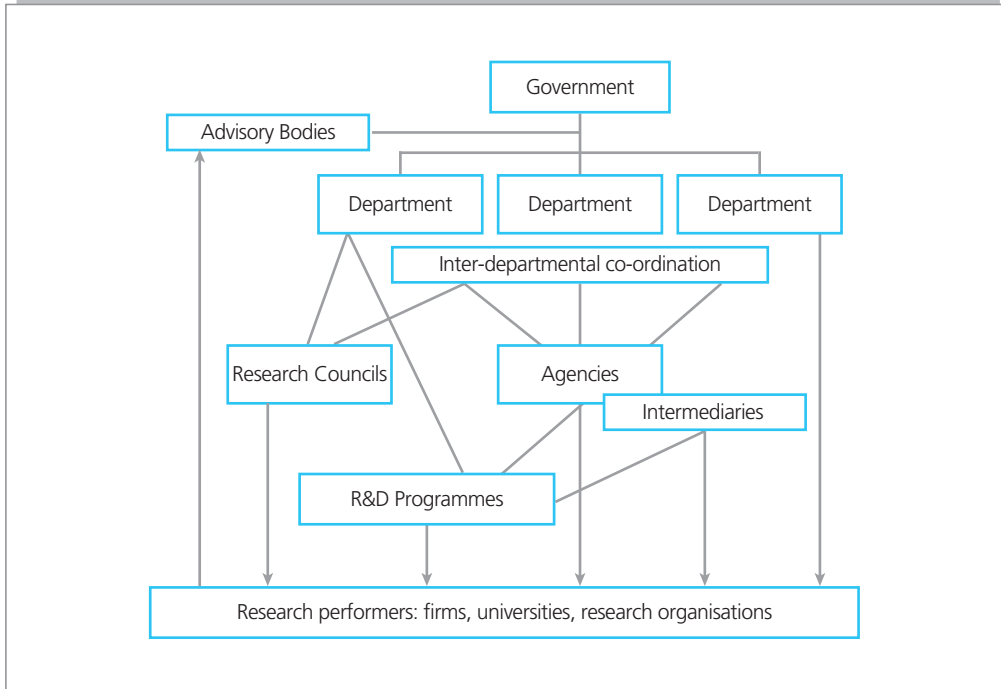 Government
Advisory Bodies
Department
Department
Department
Inter-departmental co-ordination
Research Councils
Agencies
Intermediaries
R&D Programmes
Research performers: firms, universities, research organisations